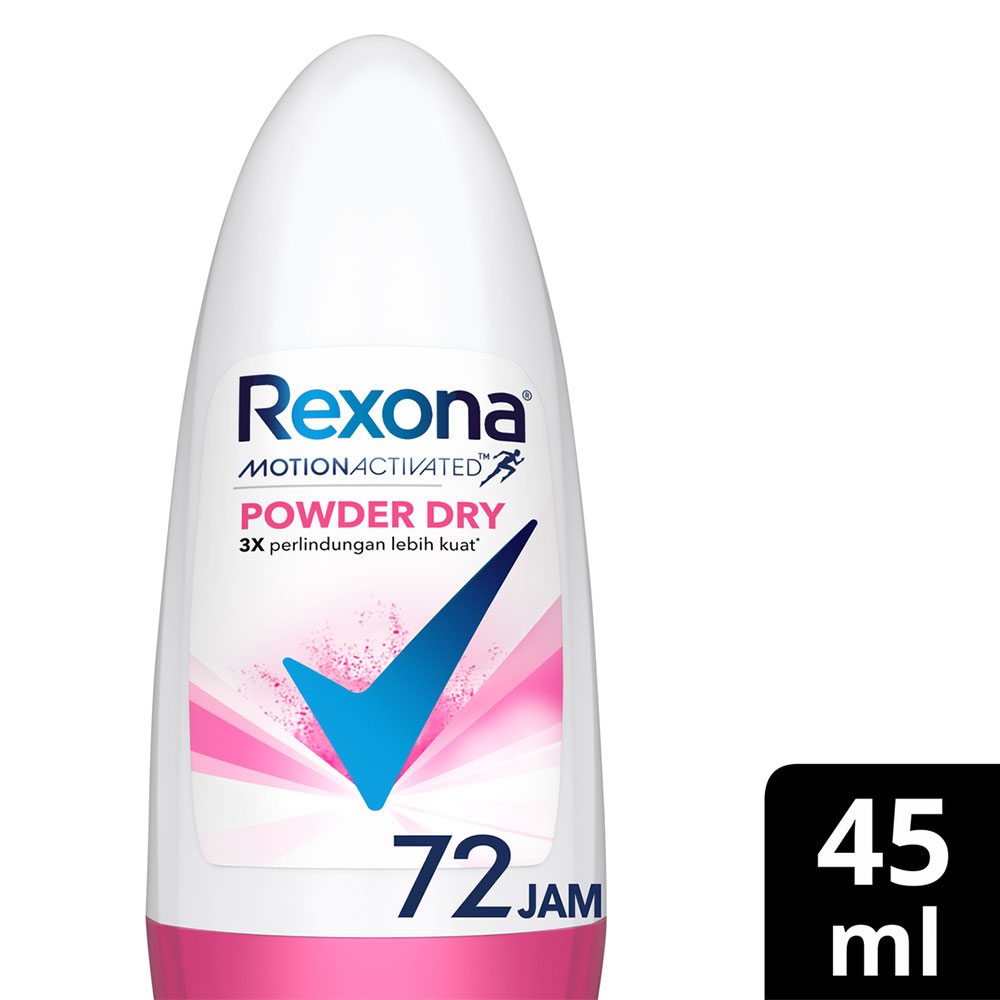 Rexona®
MOTIONACTIVATED™
POWDER DRY
3X perlindungan lebih kuat*
72 JAM
45
ml